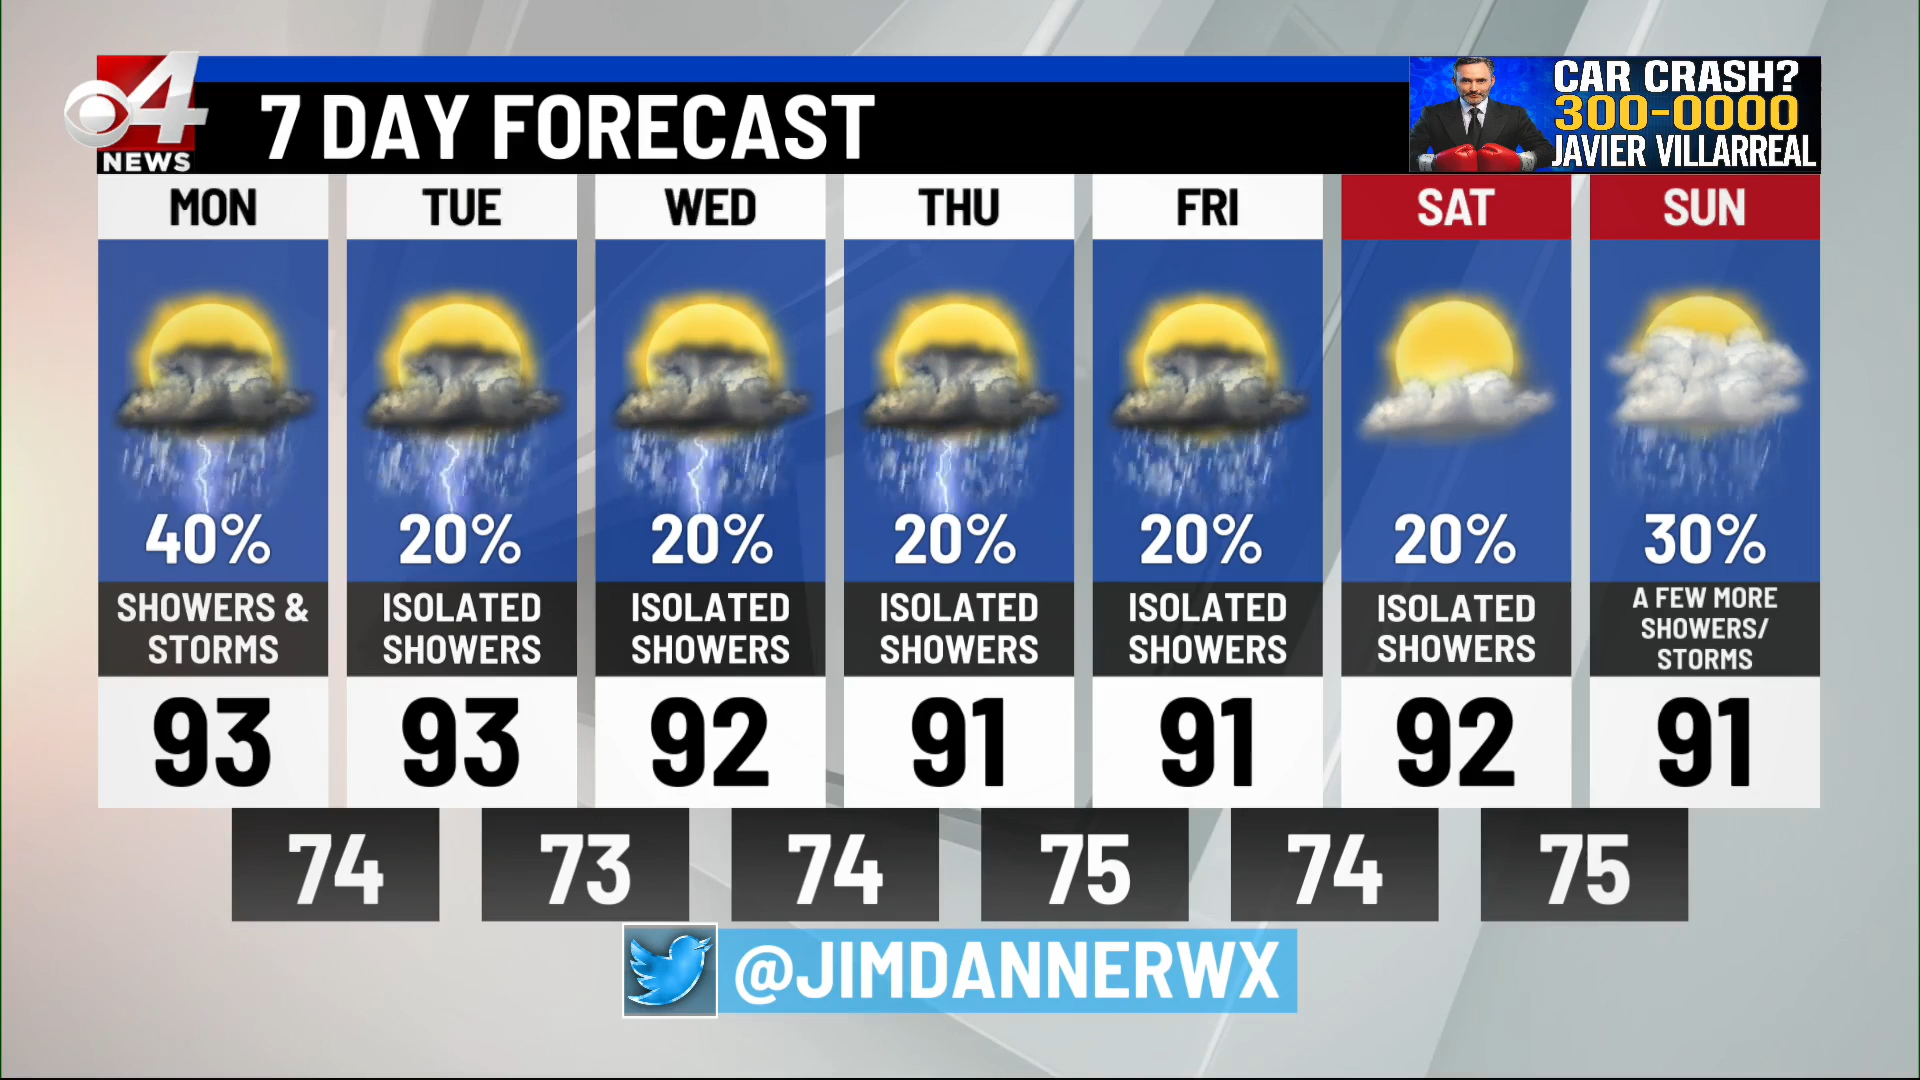 4
NEWS
7 DAY FORECAST
CAR CRASH?
300-0000
JAVIER VILLARREAL
MON
TUE
WED
THU
FRI
SAT
SUN
40%
20%
20%
20%
20%
20%
30%
SHOWERS &
STORMS
ISOLATED
SHOWERS
ISOLATED
SHOWERS
ISOLATED
SHOWERS
ISOLATED
SHOWERS
ISOLATED
SHOWERS
A FEW MORE
SHOWERS/
STORMS
93
93
92
91
91
92
91
74
73
74
75
74
75
@JIMDANNERWX